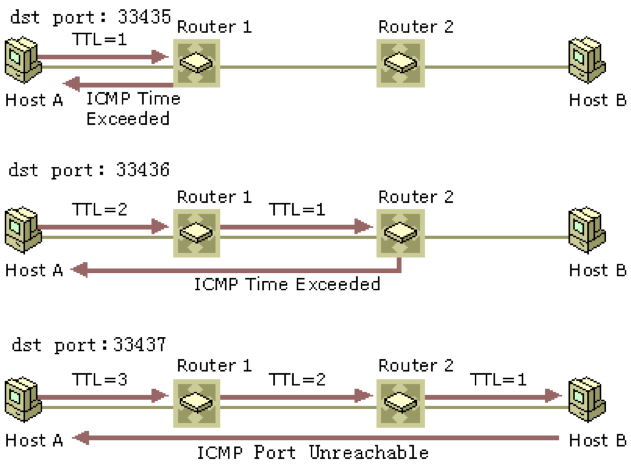 dst port: 33435
TTL=1
Router 1
Router 2
Host A
ICMP Time
Exceeded
Host B
dst port: 33436
Router 1
Router 2
TTL=2
TTL=1
Host A
ICMP Time Exceeded
Host B
dst port:33437
Router 1
Router 2
TTL=3
TTL=2
TTL=1
Host A
ICMP Port Unreachable
Host B